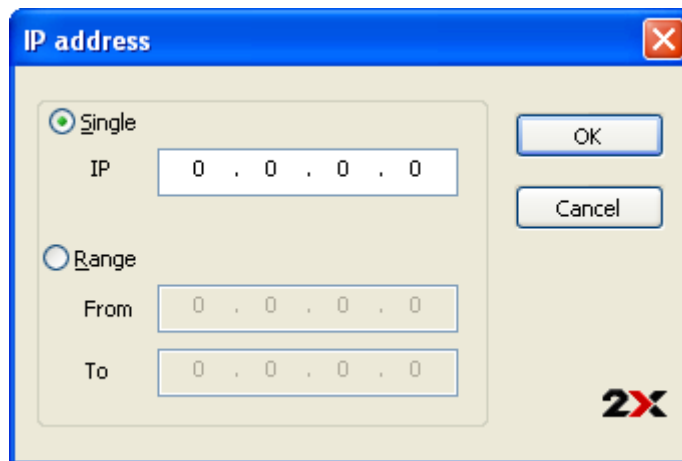 IP address
Single
IP 0 . 0 . 0 . 0
Range
From 0 . 0 . 0 . 0
To 0 . 0 . 0 . 0
OK
Cancel
2X